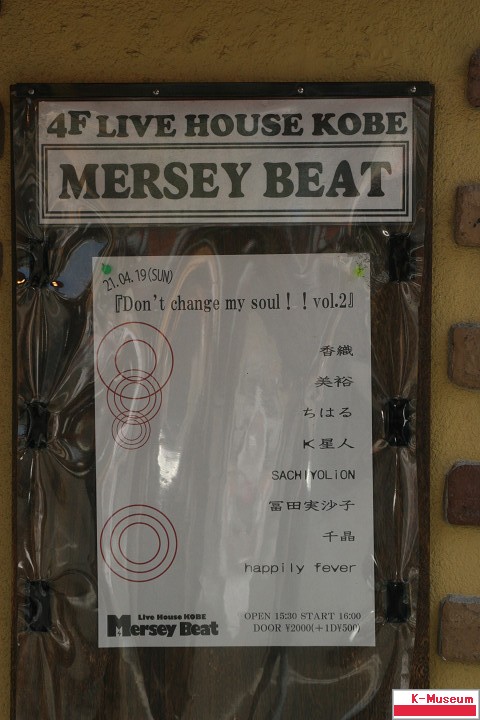 4F LIVE HOUSE KOBE
MERSEY BEAT
21.04.19(SUN)
『Don't change my soul！！vol.2』
香織
美裕
ちはる
K星人
SACHIYOLiON
冨田実沙子
千晶
happily fever
Live House KOBE
Mersey Beat
OPEN 15:30 START 16:00
DOOR ¥2000(+1D¥500)
K-Museum